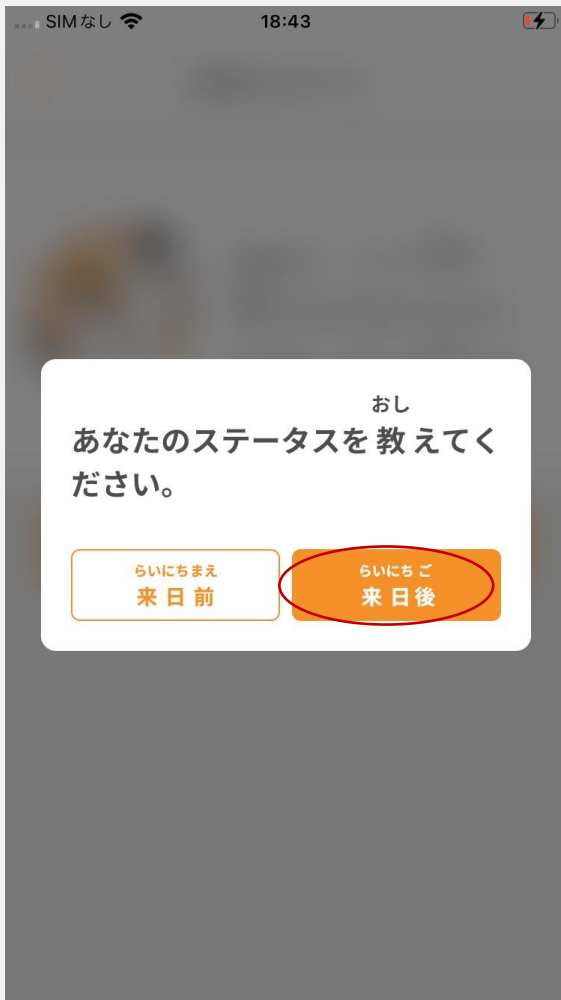 SIMなし 18:43
おし
あなたのステータスを教えてく
ださい。
らいにちまえ らいにちご
来日前 来日後